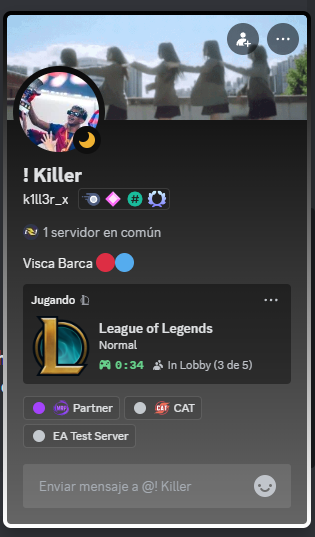 ! Killer
k1ll3r_x
1 servidor en común
Visca Barca
Jugando
League of Legends
Normal
0:34 In Lobby (3 de 5)
Partner CAT
EA Test Server
Enviar mensaje a @! Killer